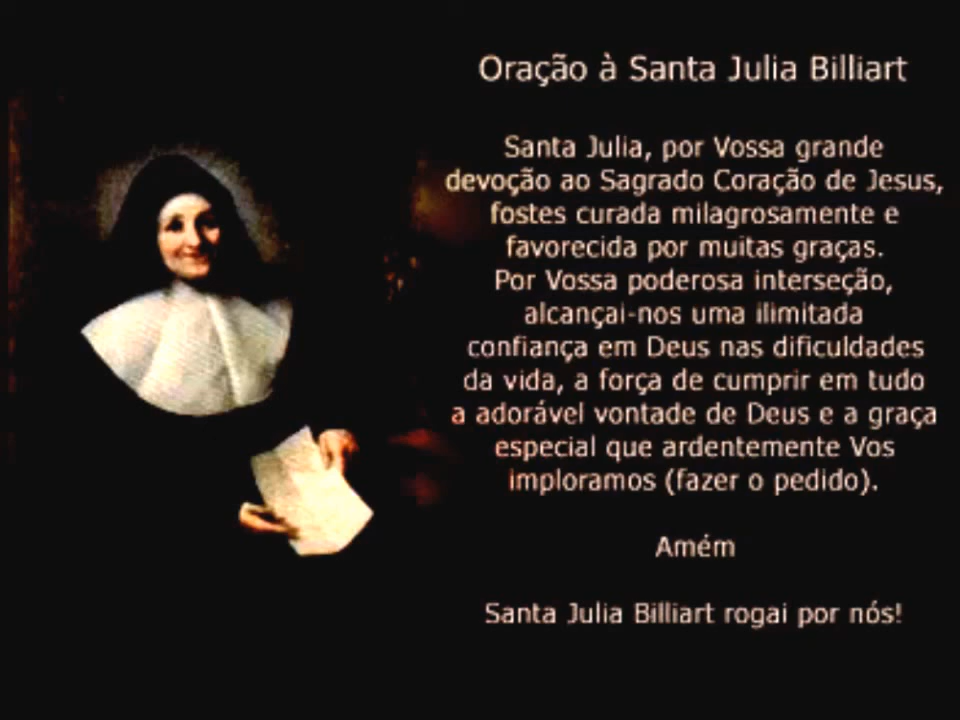 Oração à Santa Julia Billiart
Santa Julia, por Vossa grande
devoção ao Sagrado Coração de Jesus,
fostes curada milagrosamente e
favorecida por muitas graças.
Por Vossa poderosa interseção,
alcançai-nos uma ilimitada
confiança em Deus nas dificuldades
da vida, a força de cumprir em tudo
a adorável vontade de Deus e a graça
especial que ardentemente Vos
imploramos (fazer o pedido).
Amém
Santa Julia Billiart rogai por nós!